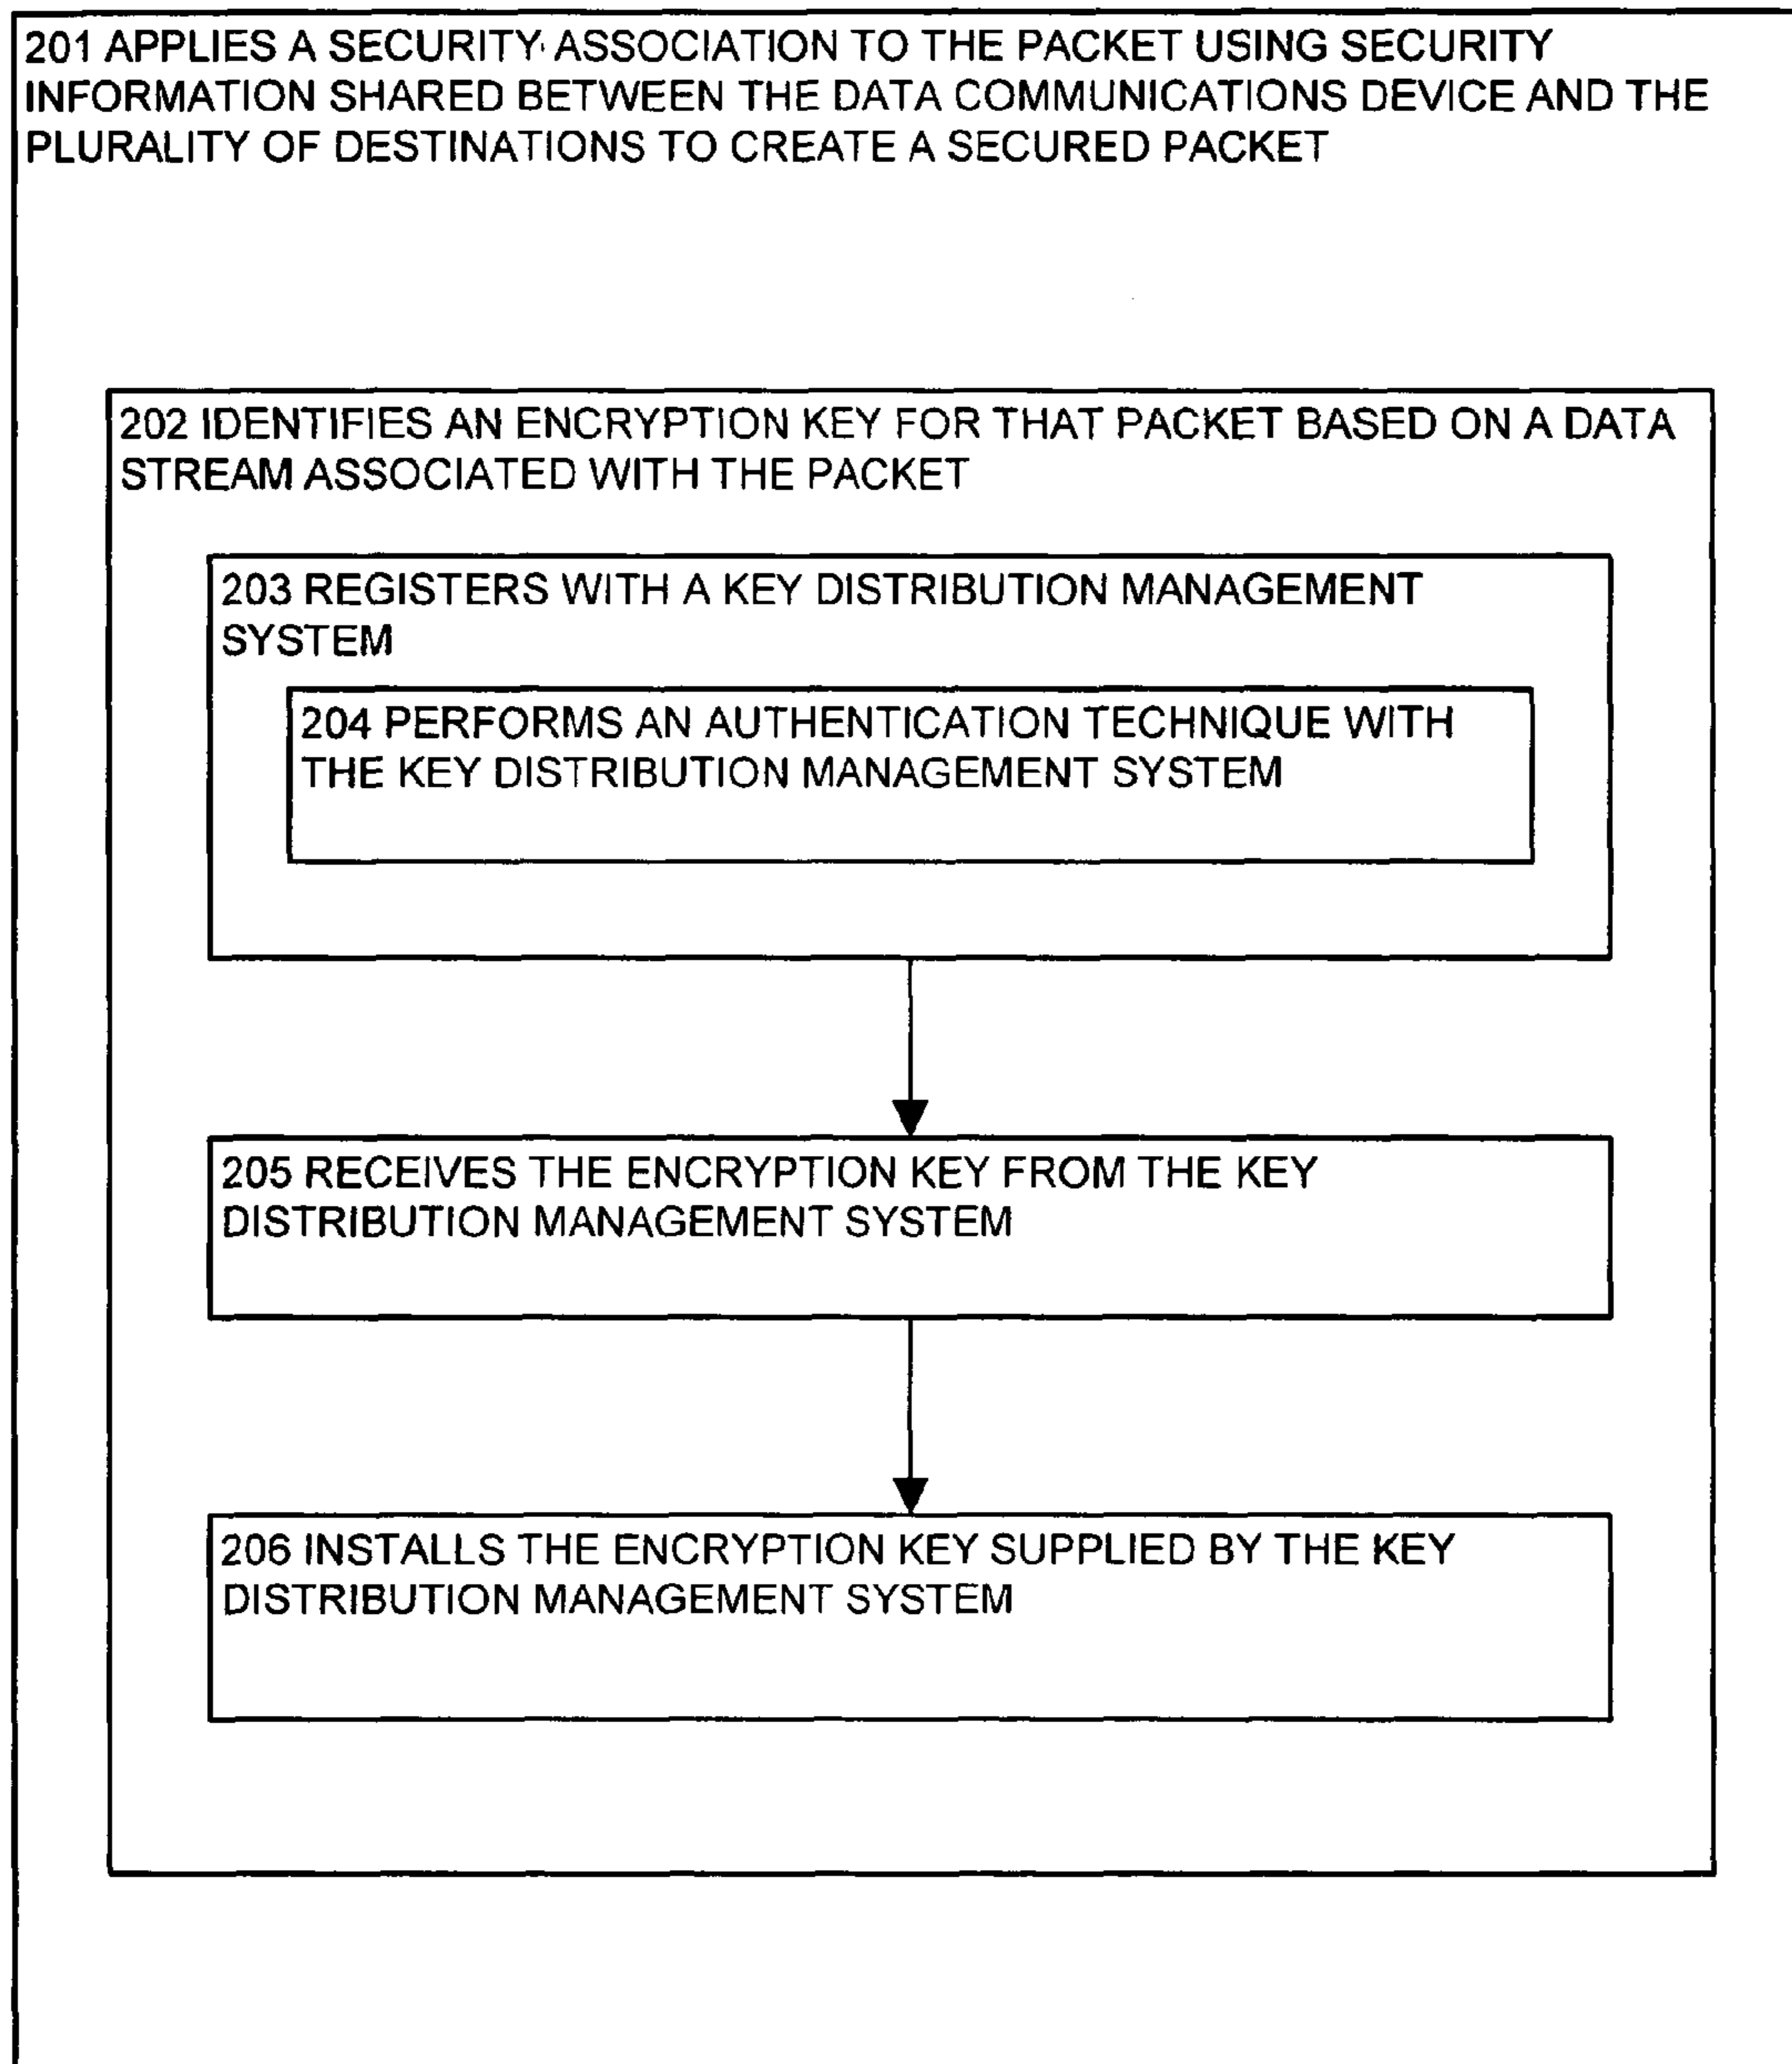 201 APPLIES A SECURITY ASSOCIATION TO THE PACKET USING SECURITY
INFORMATION SHARED BETWEEN THE DATA COMMUNICATIONS DEVICE AND THE
PLURALITY OF DESTINATIONS TO CREATE A SECURED PACKET
202 IDENTIFIES AN ENCRYPTION KEY FOR THAT PACKET BASED ON A DATA
STREAM ASSOCIATED WITH THE PACKET
203 REGISTERS WITH A KEY DISTRIBUTION MANAGEMENT
SYSTEM
204 PERFORMS AN AUTHENTICATION TECHNIQUE WITH
THE KEY DISTRIBUTION MANAGEMENT SYSTEM
205 RECEIVES THE ENCRYPTION KEY FROM THE KEY
DISTRIBUTION MANAGEMENT SYSTEM
206 INSTALLS THE ENCRYPTION KEY SUPPLIED BY THE KEY
DISTRIBUTION MANAGEMENT SYSTEM